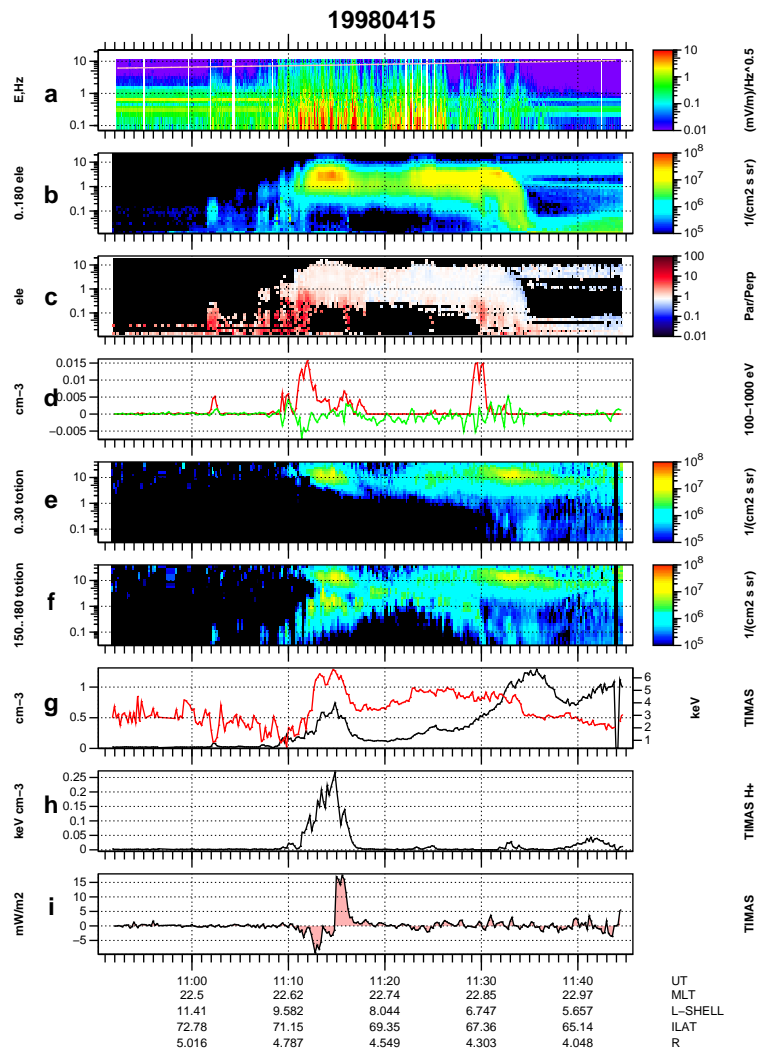 19980415
E,Hz
a
10
1
0.1
10
1
0.1
0.01
(mV/m)/Hz^0.5
0..180 ele
b
10
1
0.1
10^8
10^7
10^6
10^5
1/(cm2 s sr)
ele
c
10
1
0.1
100
10
1
0.1
0.01
Par/Perp
cm−3
d
0.015
0.01
0.005
0
−0.005
100−1000 eV
0..30 totion
e
10
1
0.1
10^8
10^7
10^6
10^5
1/(cm2 s sr)
150..180 totion
f
10
1
0.1
10^8
10^7
10^6
10^5
1/(cm2 s sr)
cm−3
g
1
0.5
0
6
5
4
3
2
1
keV
TIMAS
keV cm−3
h
0.25
0.2
0.15
0.1
0.05
0
TIMAS H+
mW/m2
i
15
10
5
0
−5
TIMAS
11:00 11:10 11:20 11:30 11:40 UT
22.5 22.62 22.74 22.85 22.97 MLT
11.41 9.582 8.044 6.747 5.657 L−SHELL
72.78 71.15 69.35 67.36 65.14 ILAT
5.016 4.787 4.549 4.303 4.048 R